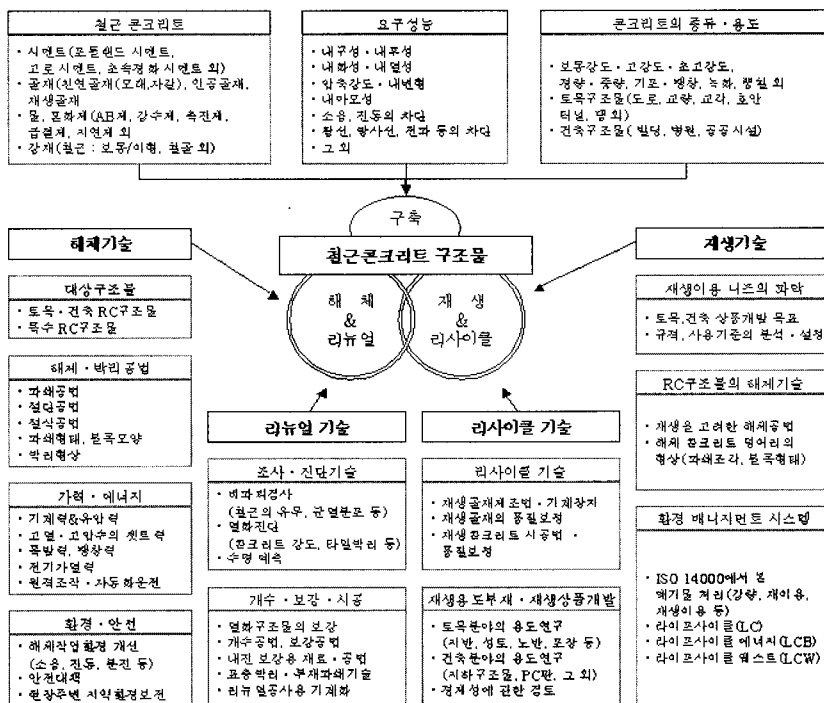 철근 콘크리트
• 시멘트(포틀랜드 시멘트,
고로시멘트, 초속경화 시멘트 외)
• 골재(천연골재(모래,자갈), 인공골재,
재생골재
• 물, 혼화제(AE제, 감수제, 촉진제,
급결제, 지연제 외)
• 강재(철근 : 보통/이형, 철골 외)
요구성능
• 내구성·내후성
• 내화성·내열성
• 압축강도·내변형
• 내마모성
• 소음, 진동의 차단
• 광선, 방사선, 전파 등의 차단
• 그 외
콘크리트의 종류·용도
• 보통강도·고강도·초고강도,
경량·중량, 기포·팽창, 녹화, 뿜칠 외
• 토목구조물(도로, 교량, 교각, 호안
터널, 댐 외)
• 건축구조물( 빌딩, 병원, 공공시설)
구축
철근콘크리트 구조물
해 체
&
리뉴얼
재 생
&
리사이클
해체기술
대상구조물
• 토목·건축 RC구조물
• 특수 RC구조물
해체·박리공법
• 파쇄공법
• 절단공법
• 절식공법
• 파쇄형태, 블록모양
• 박리형상
가력·에너지
• 기계력&유압력
• 고열·고압수의 젯트력
• 폭발력, 팽창력
• 전기가열력
• 원격조작·자동화운전
환경·안전
• 해체작업환경 개선
(소음, 진동, 분진 등)
• 안전대책
• 현장주변 지역환경보전
리뉴얼 기술
조사·진단기술
• 비파괴검사
(철근의 유무, 균열분포 등)
• 열화진단
(콘크리트 강도, 타일박리 등)
• 수명 예측
개수·보강·시공
• 열화구조물의 보강
• 개수공법, 보강공법
• 내진 보강용 재료·공법
• 표층박리·부재파쇄기술
• 리뉴얼공사용 기계화
리사이클 기술
리사이클 기술
• 재생골재제조법·기계장치
• 재생골재의 품질보정
• 재생콘크리트 시공법·
품질보정
재생용도부재·재생상품개발
• 토목분야의 용도연구
(지반, 성토, 노반, 포장 등)
• 건축분야의 용도연구
(지하구조물, PC판, 그 외)
• 경제성에 관한 검토
재생기술
재생이용 니즈의 파악
• 토목,건축 상품개발 목표
• 규격, 사용기준의 분석·설정
RC구조물의 해체기술
• 재생을 고려한 해체공법
• 해체 콘크리트 덩어리의
형상(파쇄조각, 블록형태)
환경 매니지먼트 시스템
• ISO 14000에서 본
폐기물 처리(감량, 재이용,
재생이용 등)
• 라이프사이클(LC)
• 라이프사이클 에너지(LCE)
• 라이프사이클 웨스트(LCW)